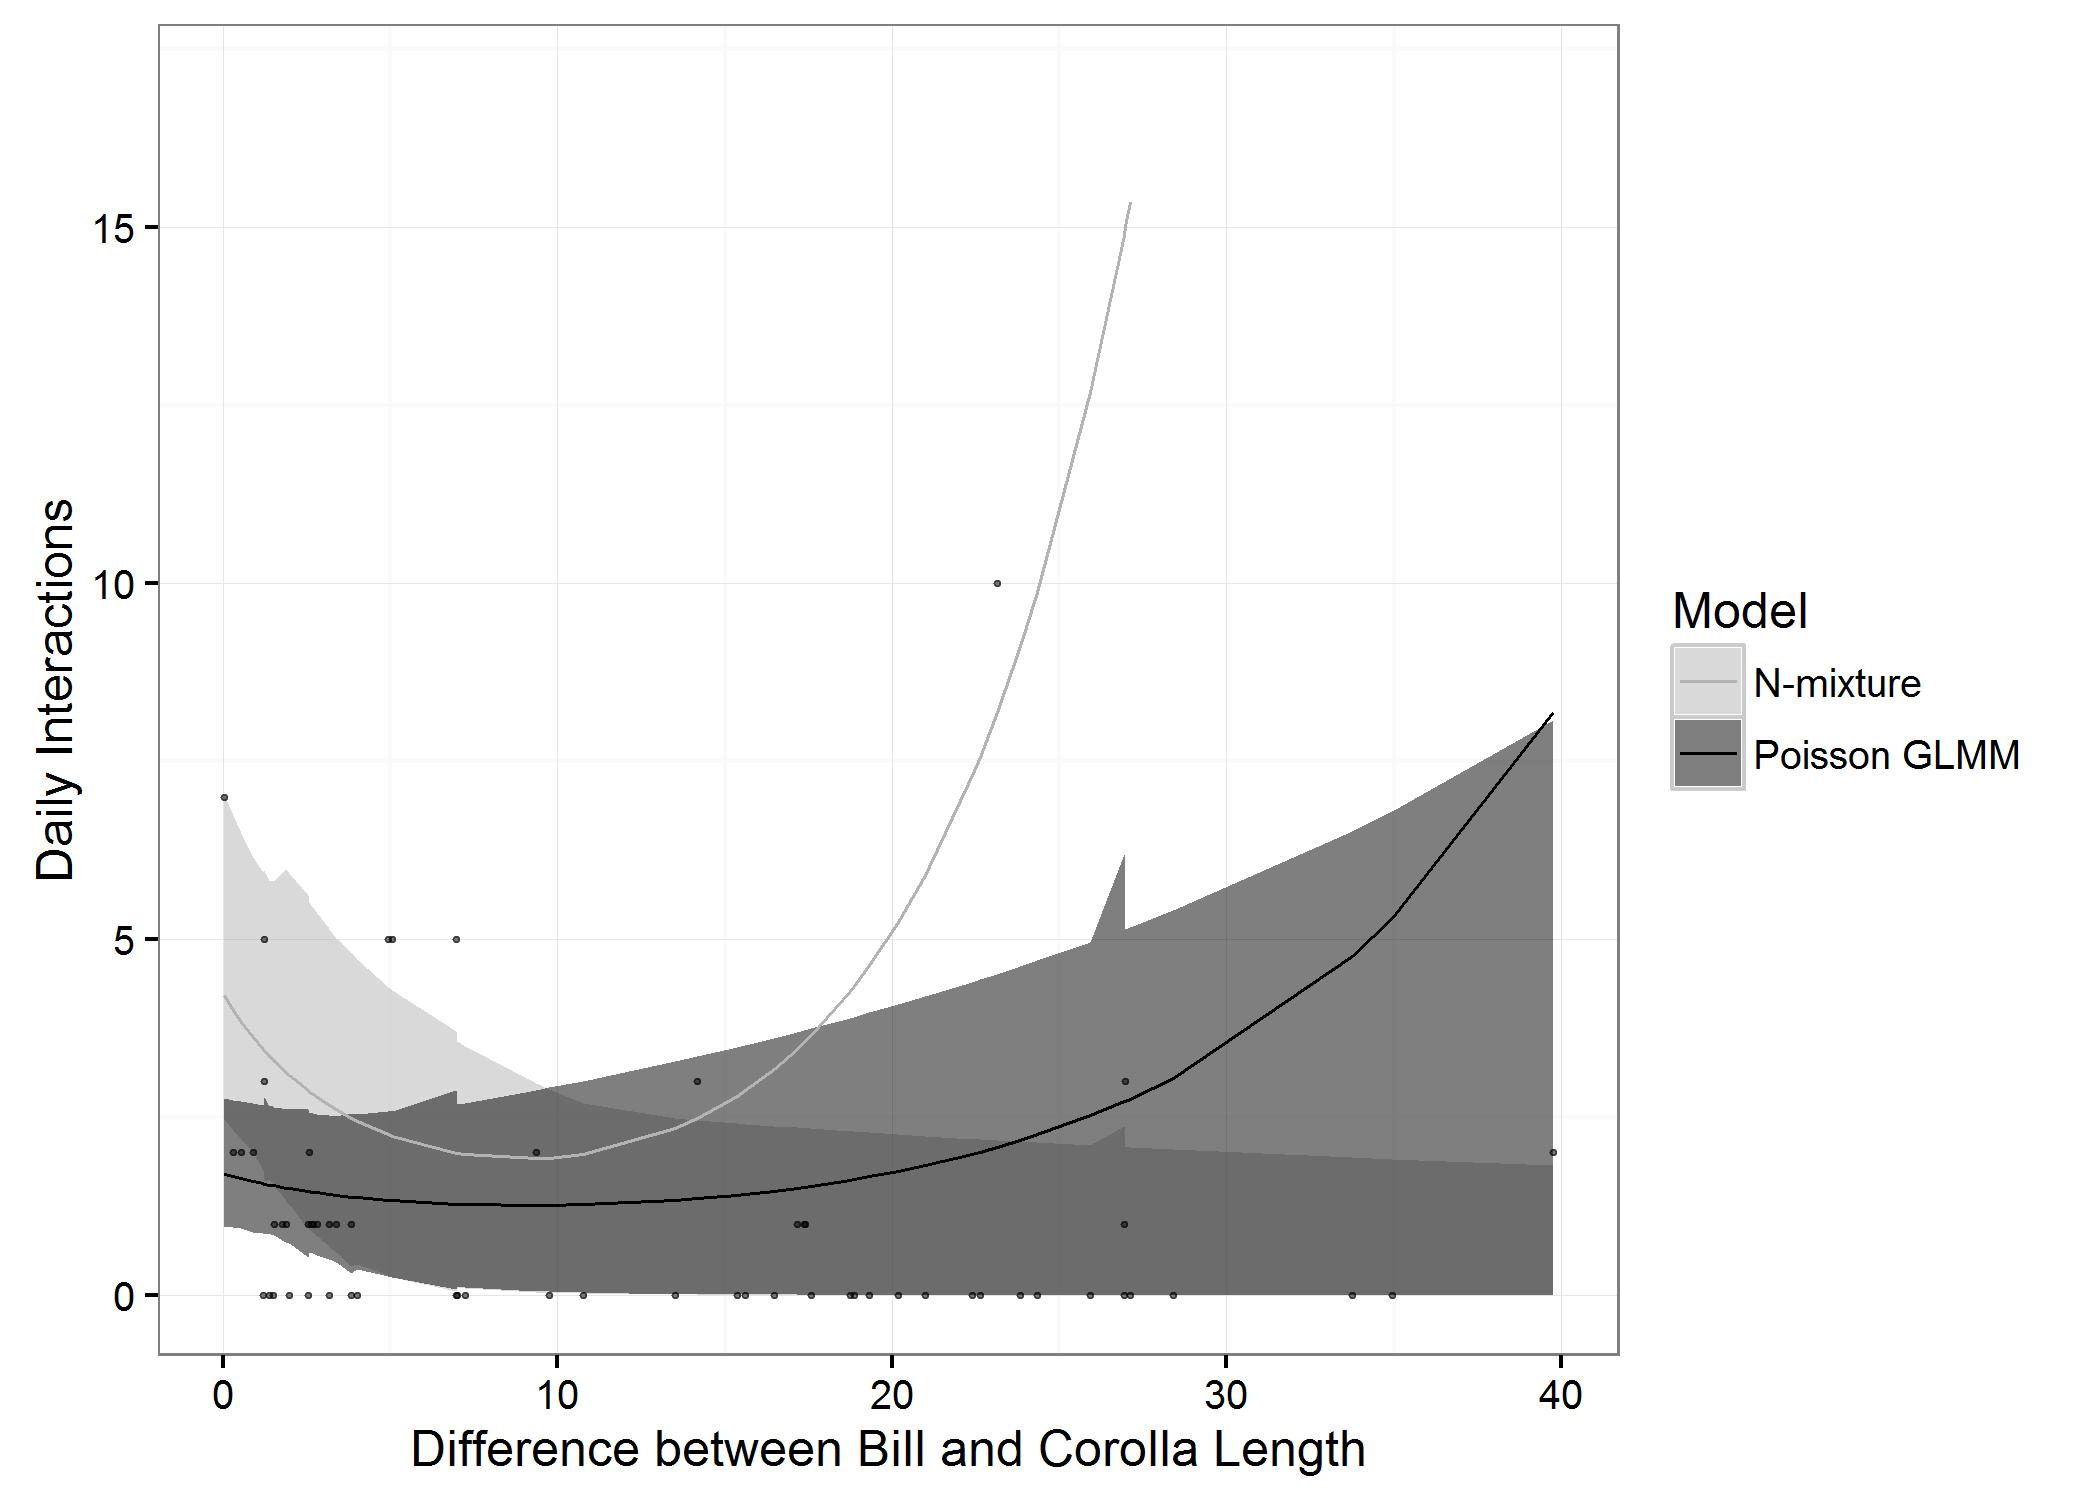 15
10
5
0
Daily Interactions
0 10 20 30 40
Difference between Bill and Corolla Length
Model
N-mixture
Poisson GLMM